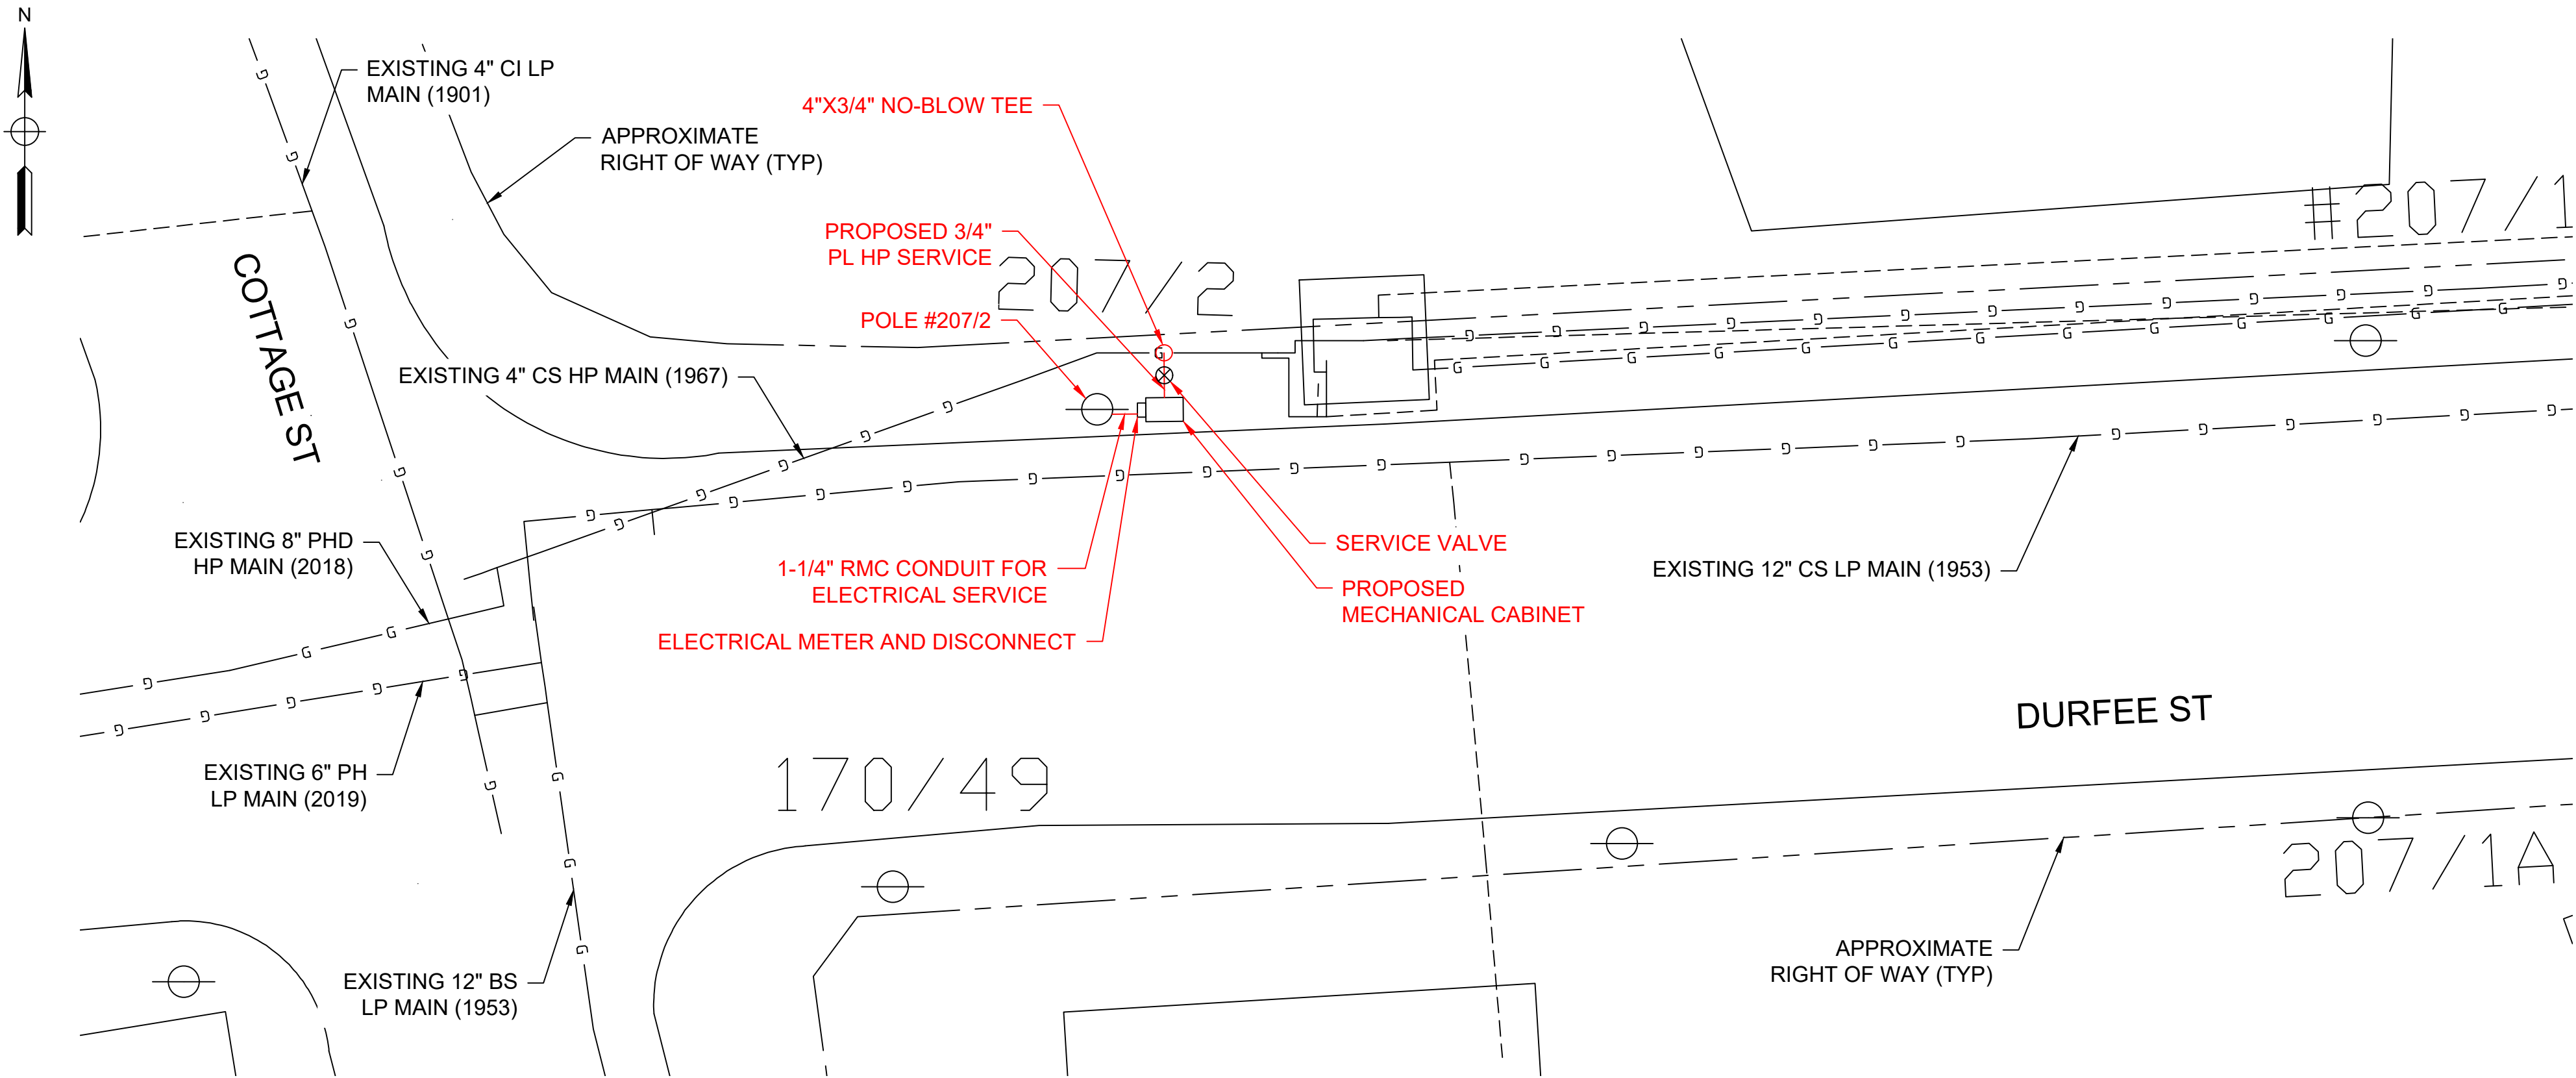 N
EXISTING 4" CI LP
MAIN (1901)
APPROXIMATE
RIGHT OF WAY (TYP)
4"X3/4" NO-BLOW TEE
PROPOSED 3/4"
PL HP SERVICE
207/2
#207/1
POLE #207/2
COTTAGE ST
EXISTING 4" CS HP MAIN (1967)
EXISTING 8" PHD
HP MAIN (2018)
1-1/4" RMC CONDUIT FOR
ELECTRICAL SERVICE
ELECTRICAL METER AND DISCONNECT
SERVICE VALVE
PROPOSED
MECHANICAL CABINET
EXISTING 12" CS LP MAIN (1953)
DURFEE ST
EXISTING 6" PH
LP MAIN (2019)
170/49
207/1A
EXISTING 12" BS
LP MAIN (1953)
APPROXIMATE
RIGHT OF WAY (TYP)